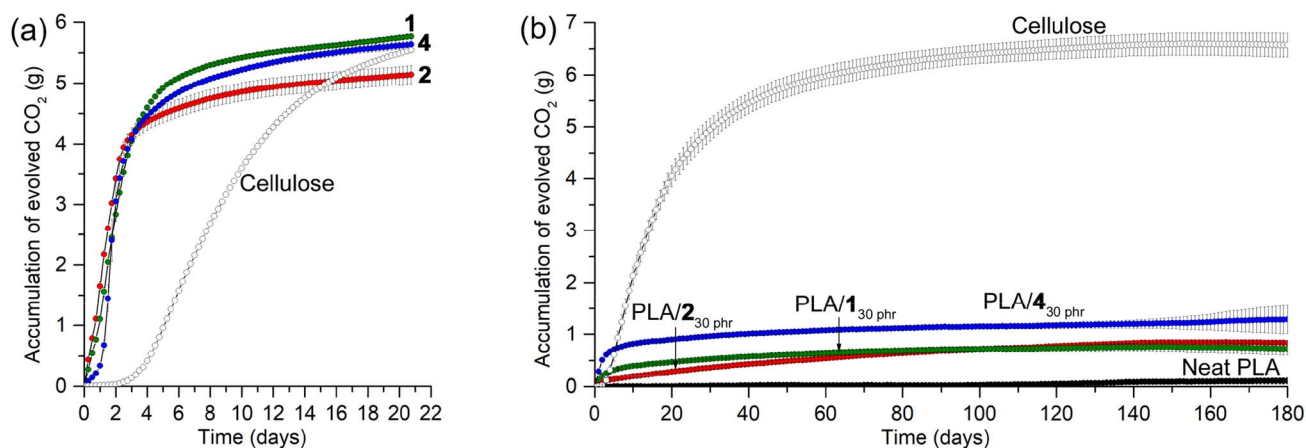 (a)
Accumulation of evolved CO₂ (g)
6
5
4
3
2
1
0
1
4
2
Cellulose
0 2 4 6 8 10 12 14 16 18 20 22
Time (days)
(b)
Accumulation of evolved CO₂ (g)
7
6
5
4
3
2
1
0
Cellulose
PLA/2 30 phr
PLA/1 30 phr
PLA/4 30 phr
Neat PLA
0 20 40 60 80 100 120 140 160 180
Time (days)